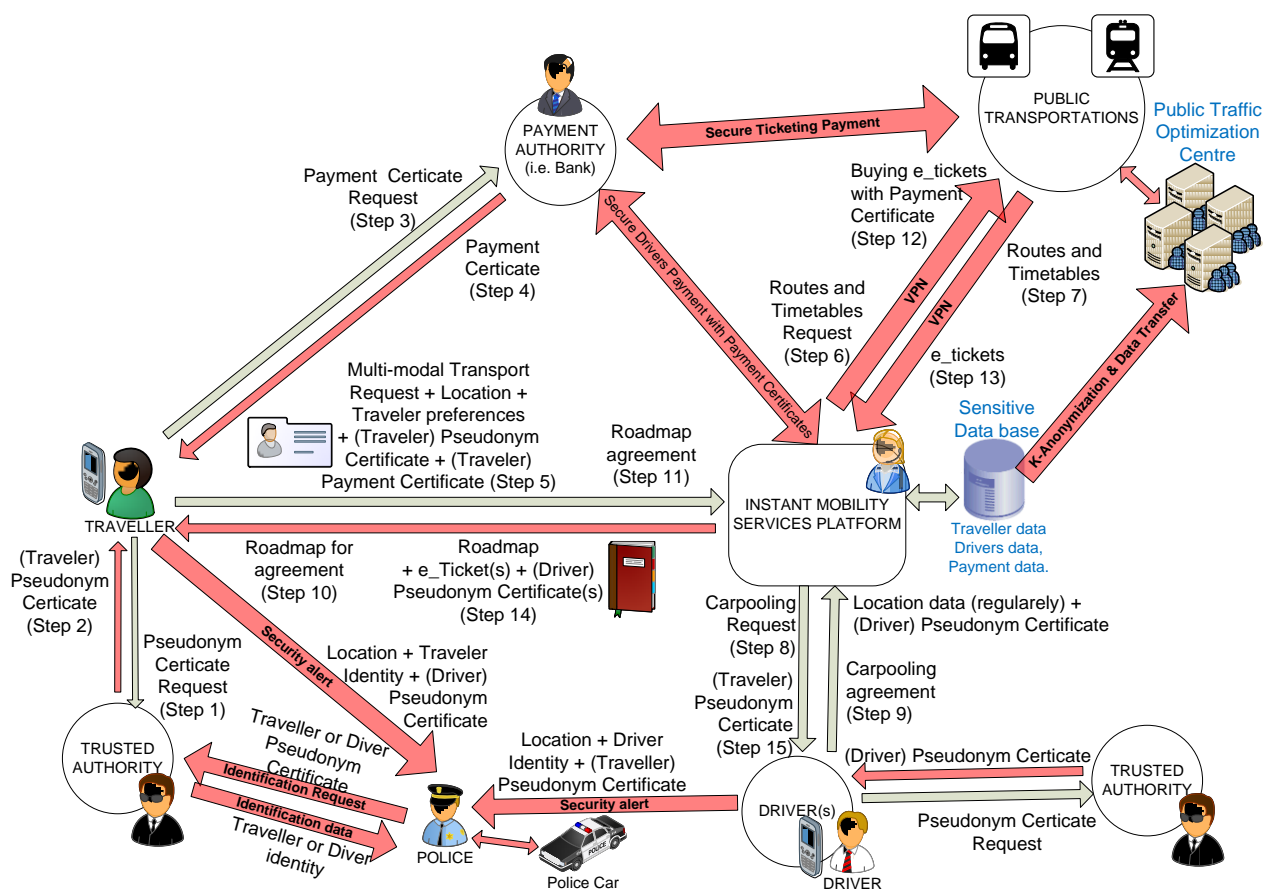 PUBLIC
TRANSPORTATIONS
Public Traffic
Optimization
Centre
PAYMENT
AUTHORITY
(i.e. Bank)
Secure Ticketing Payment
Payment Certicate
Request
(Step 3)
Payment
Certicate
(Step 4)
Secure Drivers Payment with Payment Certificates
Buying e_tickets
with Payment
Certificate
(Step 12)
Routes and
Timetables
(Step 7)
Routes and
Timetables
Request
(Step 6)
VPN
VPN
e_tickets
(Step 13)
K-Anonymization & Data Transfer
Multi-modal Transport
Request + Location +
Traveler preferences
+ (Traveler) Pseudonym
Certificate + (Traveler)
Payment Certificate (Step 5)
Roadmap
agreement
(Step 11)
Sensitive
Data base
INSTANT MOBILITY
SERVICES PLATFORM
Traveller data
Drivers data,
Payment data.
TRAVELLER
(Traveler)
Pseudonym
Certicate
(Step 2)
Roadmap for
agreement
(Step 10)
Roadmap
+ e_Ticket(s) + (Driver)
Pseudonym Certificate(s)
(Step 14)
Carpooling
Request
(Step 8)
Location data (regularely) +
(Driver) Pseudonym Certificate
Pseudonym
Certicate
Request
(Step 1)
Security alert
Location + Traveler
Identity + (Driver)
Pseudonym
Certificate
(Traveler)
Pseudonym
Certicate
(Step 15)
Carpooling
agreement
(Step 9)
TRUSTED
AUTHORITY
Traveller or Diver
Pseudonym
Certificate
Identification Request
Identification data
Traveller or Diver
identity
Location + Driver
Identity + (Traveller)
Pseudonym Certificate
Security alert
POLICE
POLICE
Police Car
DRIVER(s)
DRIVER
(Driver) Pseudonym Certicate
Pseudonym Certicate
Request
TRUSTED
AUTHORITY